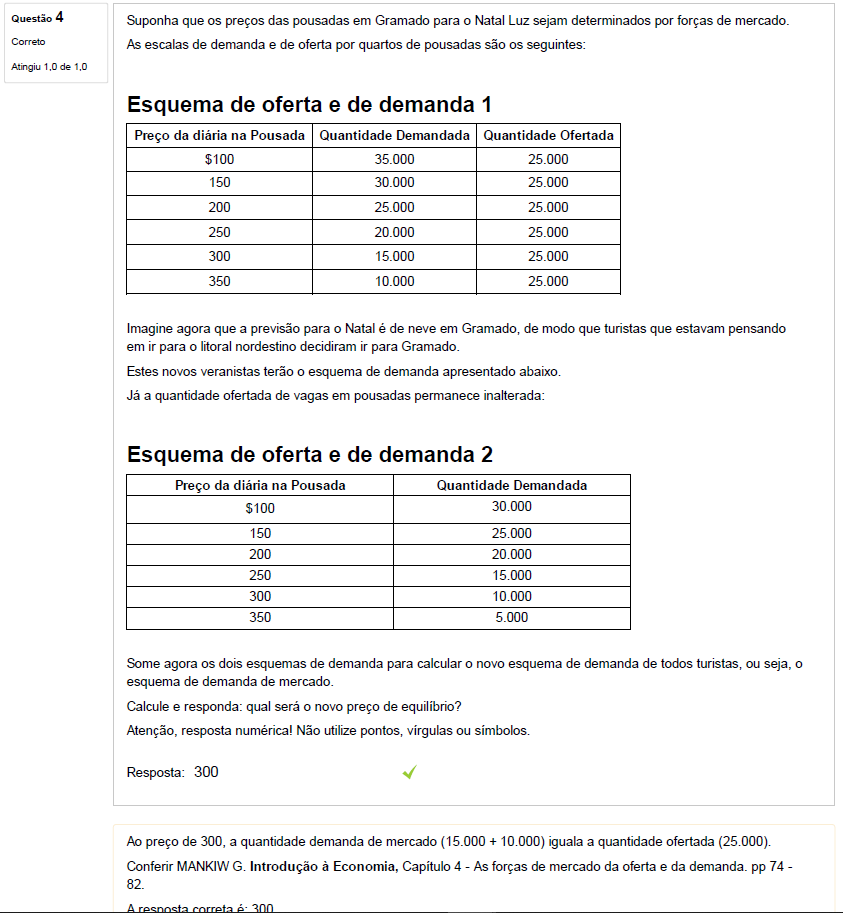 Questão 4
Correto
Atingiu 1,0 de 1,0
Suponha que os preços das pousadas em Gramado para o Natal Luz sejam determinados por forças de mercado.
As escalas de demanda e de oferta por quartos de pousadas são os seguintes:
Esquema de oferta e de demanda 1
Preço da diária na Pousada Quantidade Demandada Quantidade Ofertada
$100 35.000 25.000
150 30.000 25.000
200 25.000 25.000
250 20.000 25.000
300 15.000 25.000
350 10.000 25.000
Imagine agora que a previsão para o Natal é de neve em Gramado, de modo que turistas que estavam pensando
em ir para o litoral nordestino decidiram ir para Gramado.
Estes novos veranistas terão o esquema de demanda apresentado abaixo.
Já a quantidade ofertada de vagas em pousadas permanece inalterada:
Esquema de oferta e de demanda 2
Preço da diária na Pousada Quantidade Demandada
$100 30.000
150 25.000
200 20.000
250 15.000
300 10.000
350 5.000
Some agora os dois esquemas de demanda para calcular o novo esquema de demanda de todos turistas, ou seja, o
esquema de demanda de mercado.
Calcule e responda: qual será o novo preço de equilíbrio?
Atenção, resposta numérica! Não utilize pontos, vírgulas ou símbolos.
Resposta: 300
Ao preço de 300, a quantidade demanda de mercado (15.000 + 10.000) iguala a quantidade ofertada (25.000).
Conferir MANKIW G. Introdução à Economia, Capítulo 4 - As forças de mercado da oferta e da demanda. pp 74 -
82.
A resposta correta é: 300